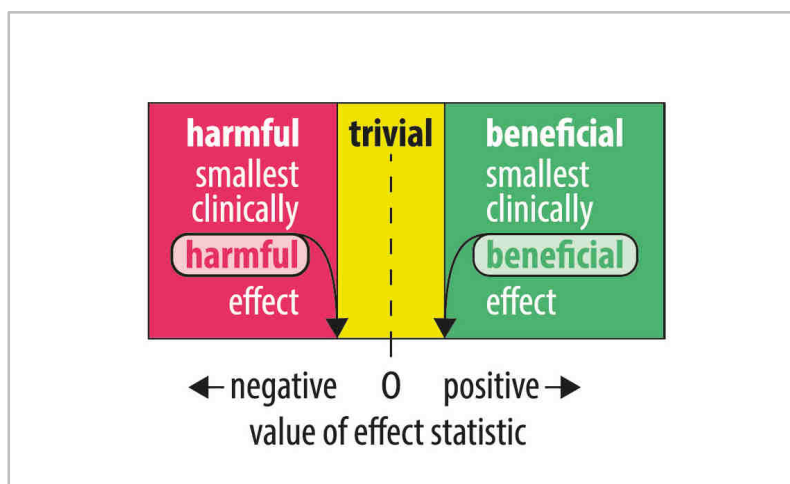 harmful trivial beneficial
smallest smallest
clinically clinically
harmful beneficial
effect effect
negative 0 positive
value of effect statistic